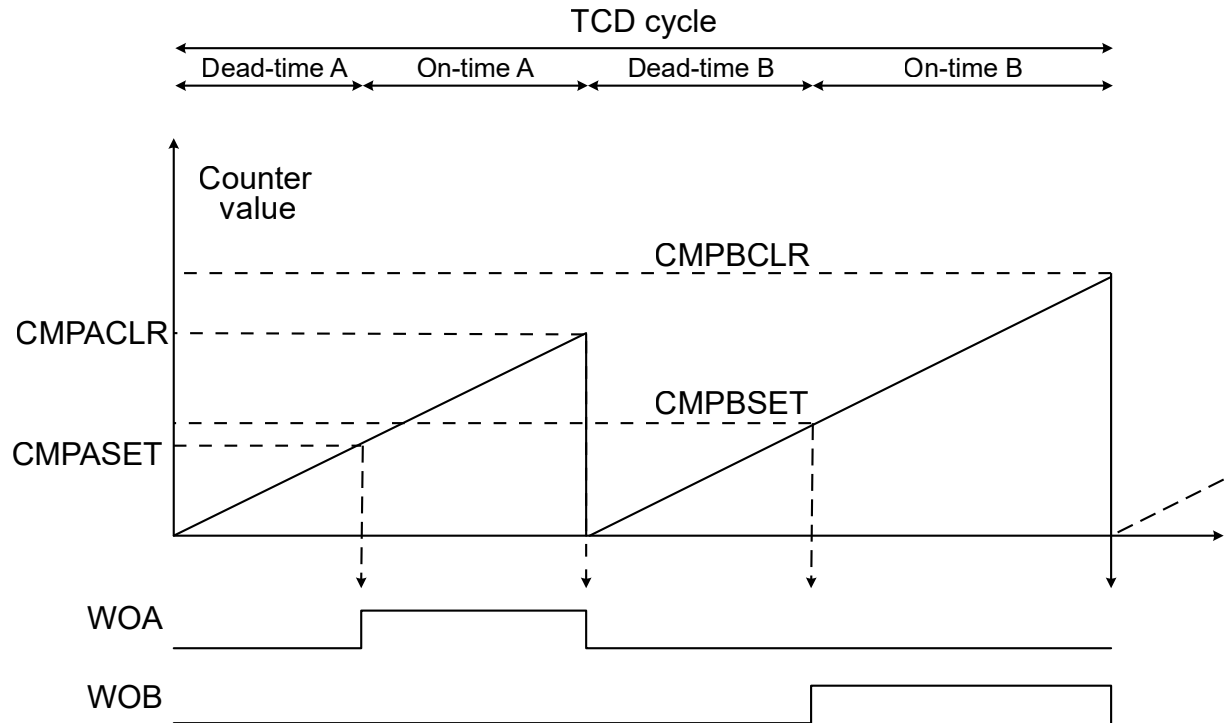 TCD cycle
Dead-time A
On-time A
Dead-time B
On-time B
Counter
value
CMPBCLR
CMPACLR
CMPBSET
CMPASET
WOA
WOB